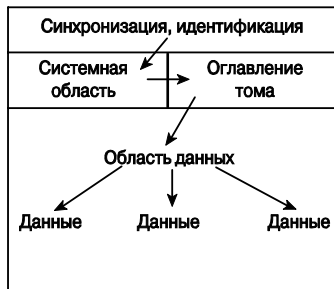 Синхронизация, идентификация
Системная
область
Оглавление
тома
Область данных
Данные
Данные
Данные